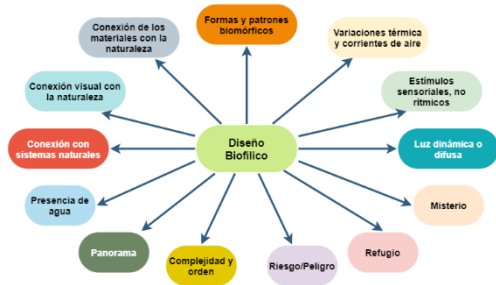 Formas y patrones
biomórficos
Conexión de los
materiales con la
naturaleza
Variaciones térmica
y corrientes de aire
Conexión visual con
la naturaleza
Estímulos
sensoriales, no
rítmicos
Conexión con
sistemas naturales
Diseño
Biofilico
Luz dinámica o
difusa
Presencia de
agua
Misterio
Panorama
Complejidad y
orden
Riesgo/Peligro
Refugio